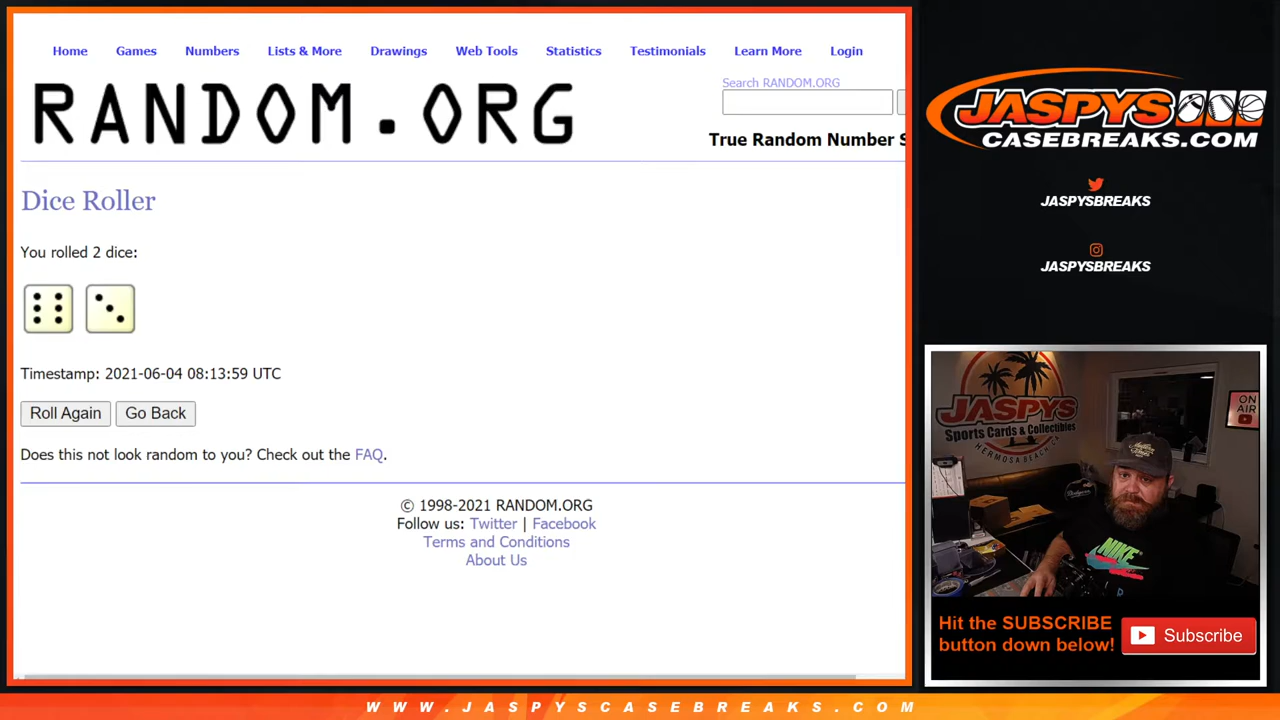 Home Games Numbers Lists & More Drawings Web Tools Statistics Testimonials Learn More Login
RANDOM.ORG
Search RANDOM.ORG
True Random Number S
Dice Roller
You rolled 2 dice:
Timestamp: 2021-06-04 08:13:59 UTC
Roll Again Go Back
Does this not look random to you? Check out the FAQ.
© 1998-2021 RANDOM.ORG
Follow us: Twitter | Facebook
Terms and Conditions
About Us
JASPYS
CASEBREAKS.COM
JASPYSBREAKS
JASPYSBREAKS
JASPYS
Sports Cards & Collectibles
HERMOSA BEACH, CA
ON
AIR
NIKE
Hit the SUBSCRIBE
button down below!
Subscribe
WWW.JASPYSCASEBREAKS.COM